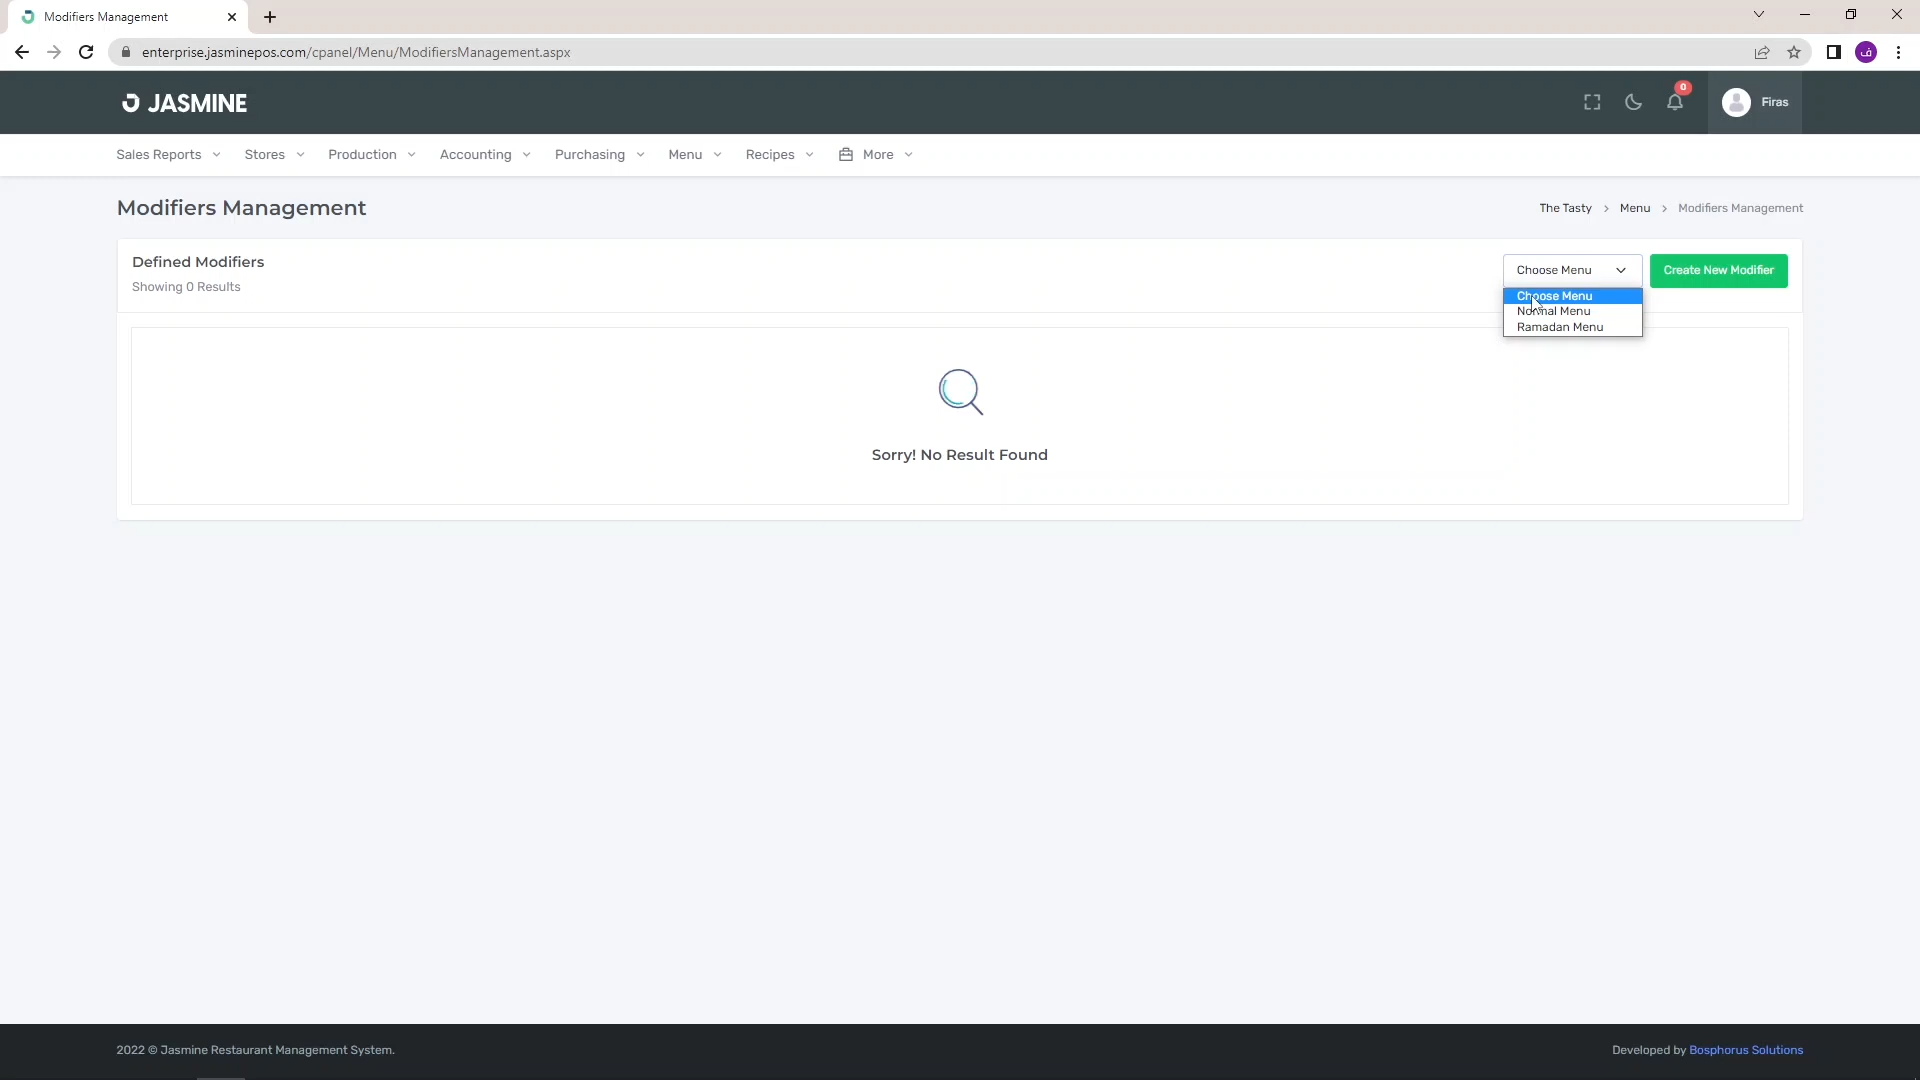 Modifiers Management
enterprise.jasminepos.com/cpanel/Menu/ModifiersManagement.aspx
ف
JASMINE
0
Firas
Sales Reports
Stores
Production
Accounting
Purchasing
Menu
Recipes
More
Modifiers Management
The Tasty > Menu > Modifiers Management
Defined Modifiers
Showing 0 Results
Choose Menu
Create New Modifier
Choose Menu
Normal Menu
Ramadan Menu
Sorry! No Result Found
2022 © Jasmine Restaurant Management System.
Developed by Bosphorus Solutions